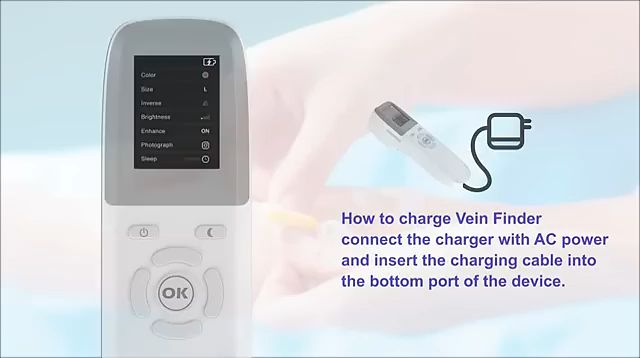 Color
Size L
Inverse
Brightness
Enhance ON
Photograph
Sleep
OK
How to charge Vein Finder
connect the charger with AC power
and insert the charging cable into
the bottom port of the device.